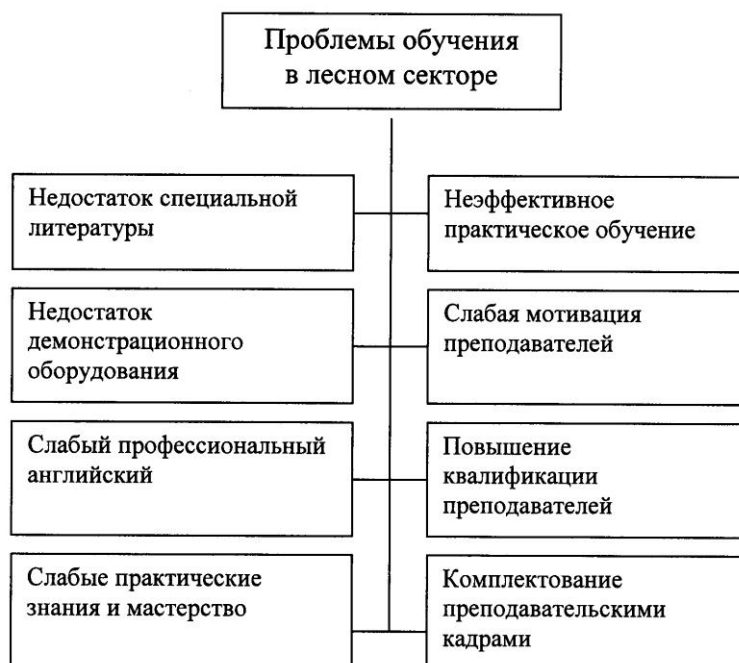 Проблемы обучения
в лесном секторе
Недостаток специальной
литературы
Неэффективное
практическое обучение
Недостаток
демонстрационного
оборудования
Слабая мотивация
преподавателей
Слабый профессиональный
английский
Повышение
квалификации
преподавателей
Слабые практические
знания и мастерство
Комплектование
преподавательскими
кадрами